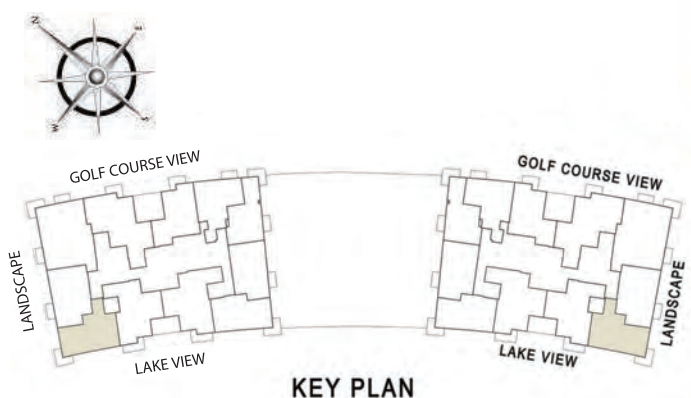 N
E
W
S
GOLF COURSE VIEW
GOLF COURSE VIEW
LANDSCAPE
LANDSCAPE
LAKE VIEW
LAKE VIEW
KEY PLAN